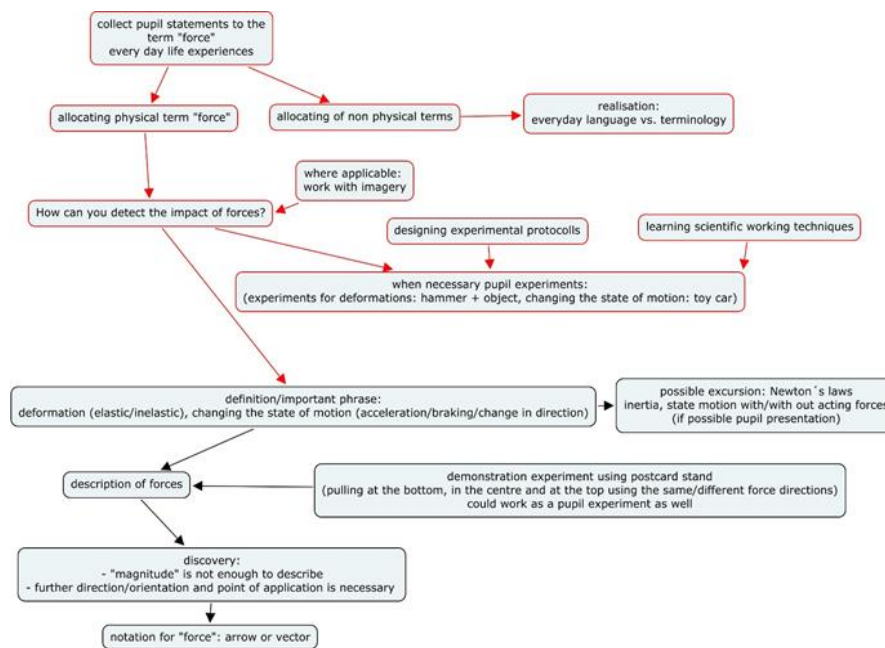 collect pupil statements to the
term "force"
every day life experiences
allocating physical term "force"
allocating of non physical terms
realisation:
everyday language vs. terminology
where applicable:
work with imagery
How can you detect the impact of forces?
designing experimental protocolls
learning scientific working techniques
when necessary pupil experiments:
(experiments for deformations: hammer + object, changing the state of motion: toy car)
definition/important phrase:
deformation (elastic/inelastic), changing the state of motion (acceleration/braking/change in direction)
possible excursion: Newton´s laws
inertia, state motion with/with out acting forces
(if possible pupil presentation)
description of forces
demonstration experiment using postcard stand
(pulling at the bottom, in the centre and at the top using the same/different force directions)
could work as a pupil experiment as well
discovery:
- "magnitude" is not enough to describe
- further direction/orientation and point of application is necessary
notation for "force": arrow or vector